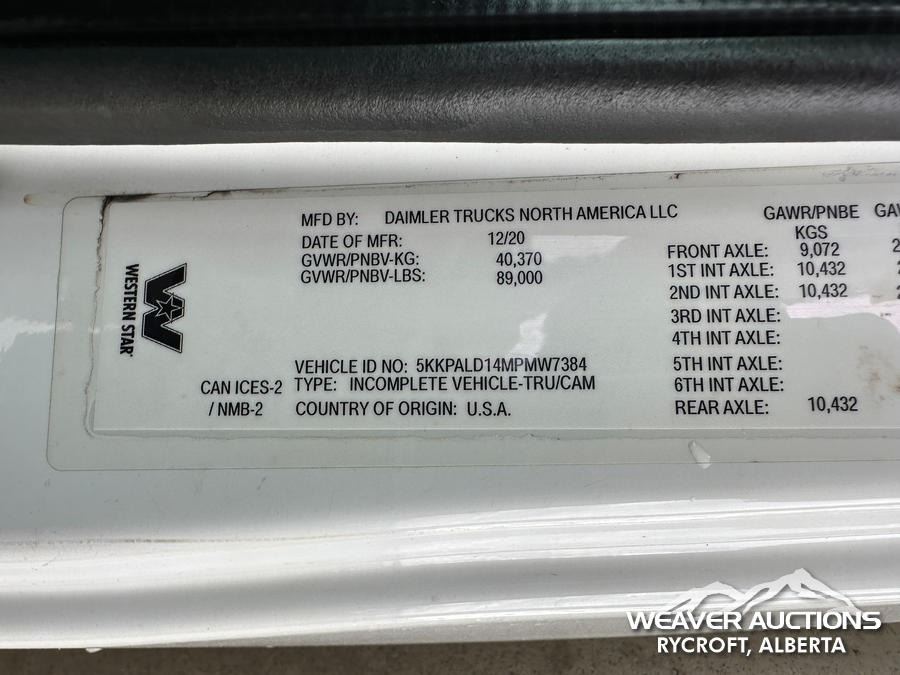 MFD BY: DAIMLER TRUCKS NORTH AMERICA LLC
DATE OF MFR: 12/20
GVWR/PNBV-KG: 40,370
GVWR/PNBV-LBS: 89,000
GAWR/PNBE GA
KGS
FRONT AXLE: 9,072 2
1ST INT AXLE: 10,432 2
2ND INT AXLE: 10,432 2
3RD INT AXLE:
4TH INT AXLE:
5TH INT AXLE:
6TH INT AXLE:
REAR AXLE: 10,432
WESTERN STAR
VEHICLE ID NO: 5KKPALD14MPMW7384
CAN ICES-2 TYPE: INCOMPLETE VEHICLE-TRU/CAM
/ NMB-2 COUNTRY OF ORIGIN: U.S.A.
WEAVER AUCTIONS
RYCROFT, ALBERTA